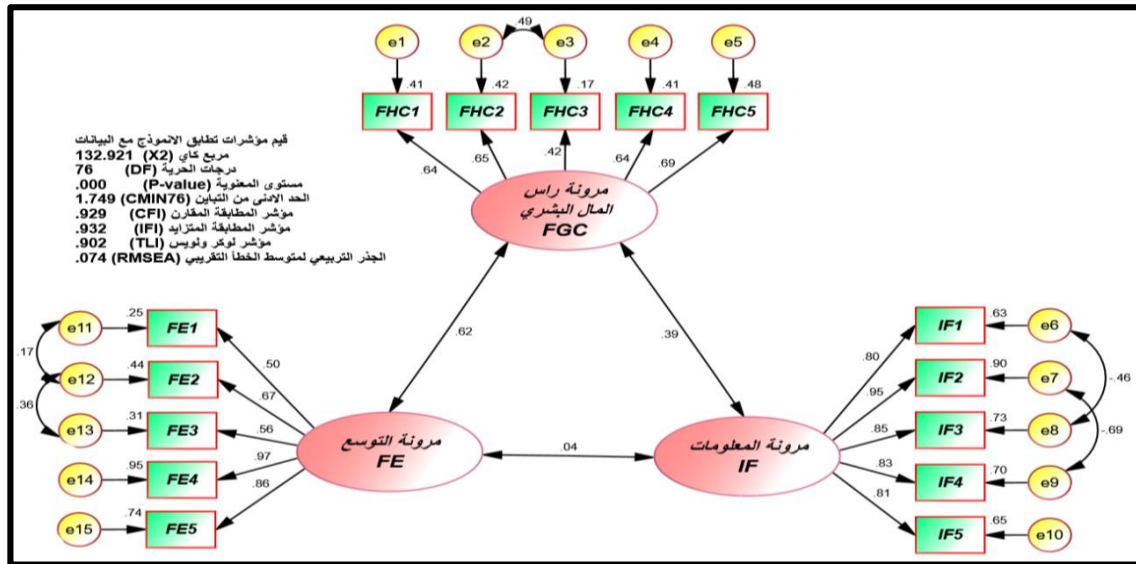 .49
e1 e2 e3 e4 e5
.41 .42 .17 .41 .48
FHC1 FHC2 FHC3 FHC4 FHC5
.64 .65 .42 .64 .69
مرونة راس
المال البشري
FGC
قيم مؤشرات تطابق الانموذج مع البيانات
مربع كاي (X2) 132.921
درجات الحرية (DF) 76
مستوى المعنوية (P-value) .000
الحد الادنى من التباين (CMIN76) 1.749
مؤشر المطابقة المقارن (CFI) .929
مؤشر المطابقة المتزايد (IFI) .932
مؤشر لوكر ولويس (TLI) .902
الجذر التربيعي لمتوسط الخطأ التقريبي (RMSEA) .074
.62
.39
.04
e11 .25 FE1 .50
.17
e12 .44 FE2 .67
.36
e13 .31 FE3 .56
e14 .95 FE4 .97
e15 .74 FE5 .86
مرونة التوسع
FE
مرونة المعلومات
IF
.80 IF1 .63 e6
-.46
.95 IF2 .90 e7
.85 IF3 .73 e8
-.69
.83 IF4 .70 e9
.81 IF5 .65 e10